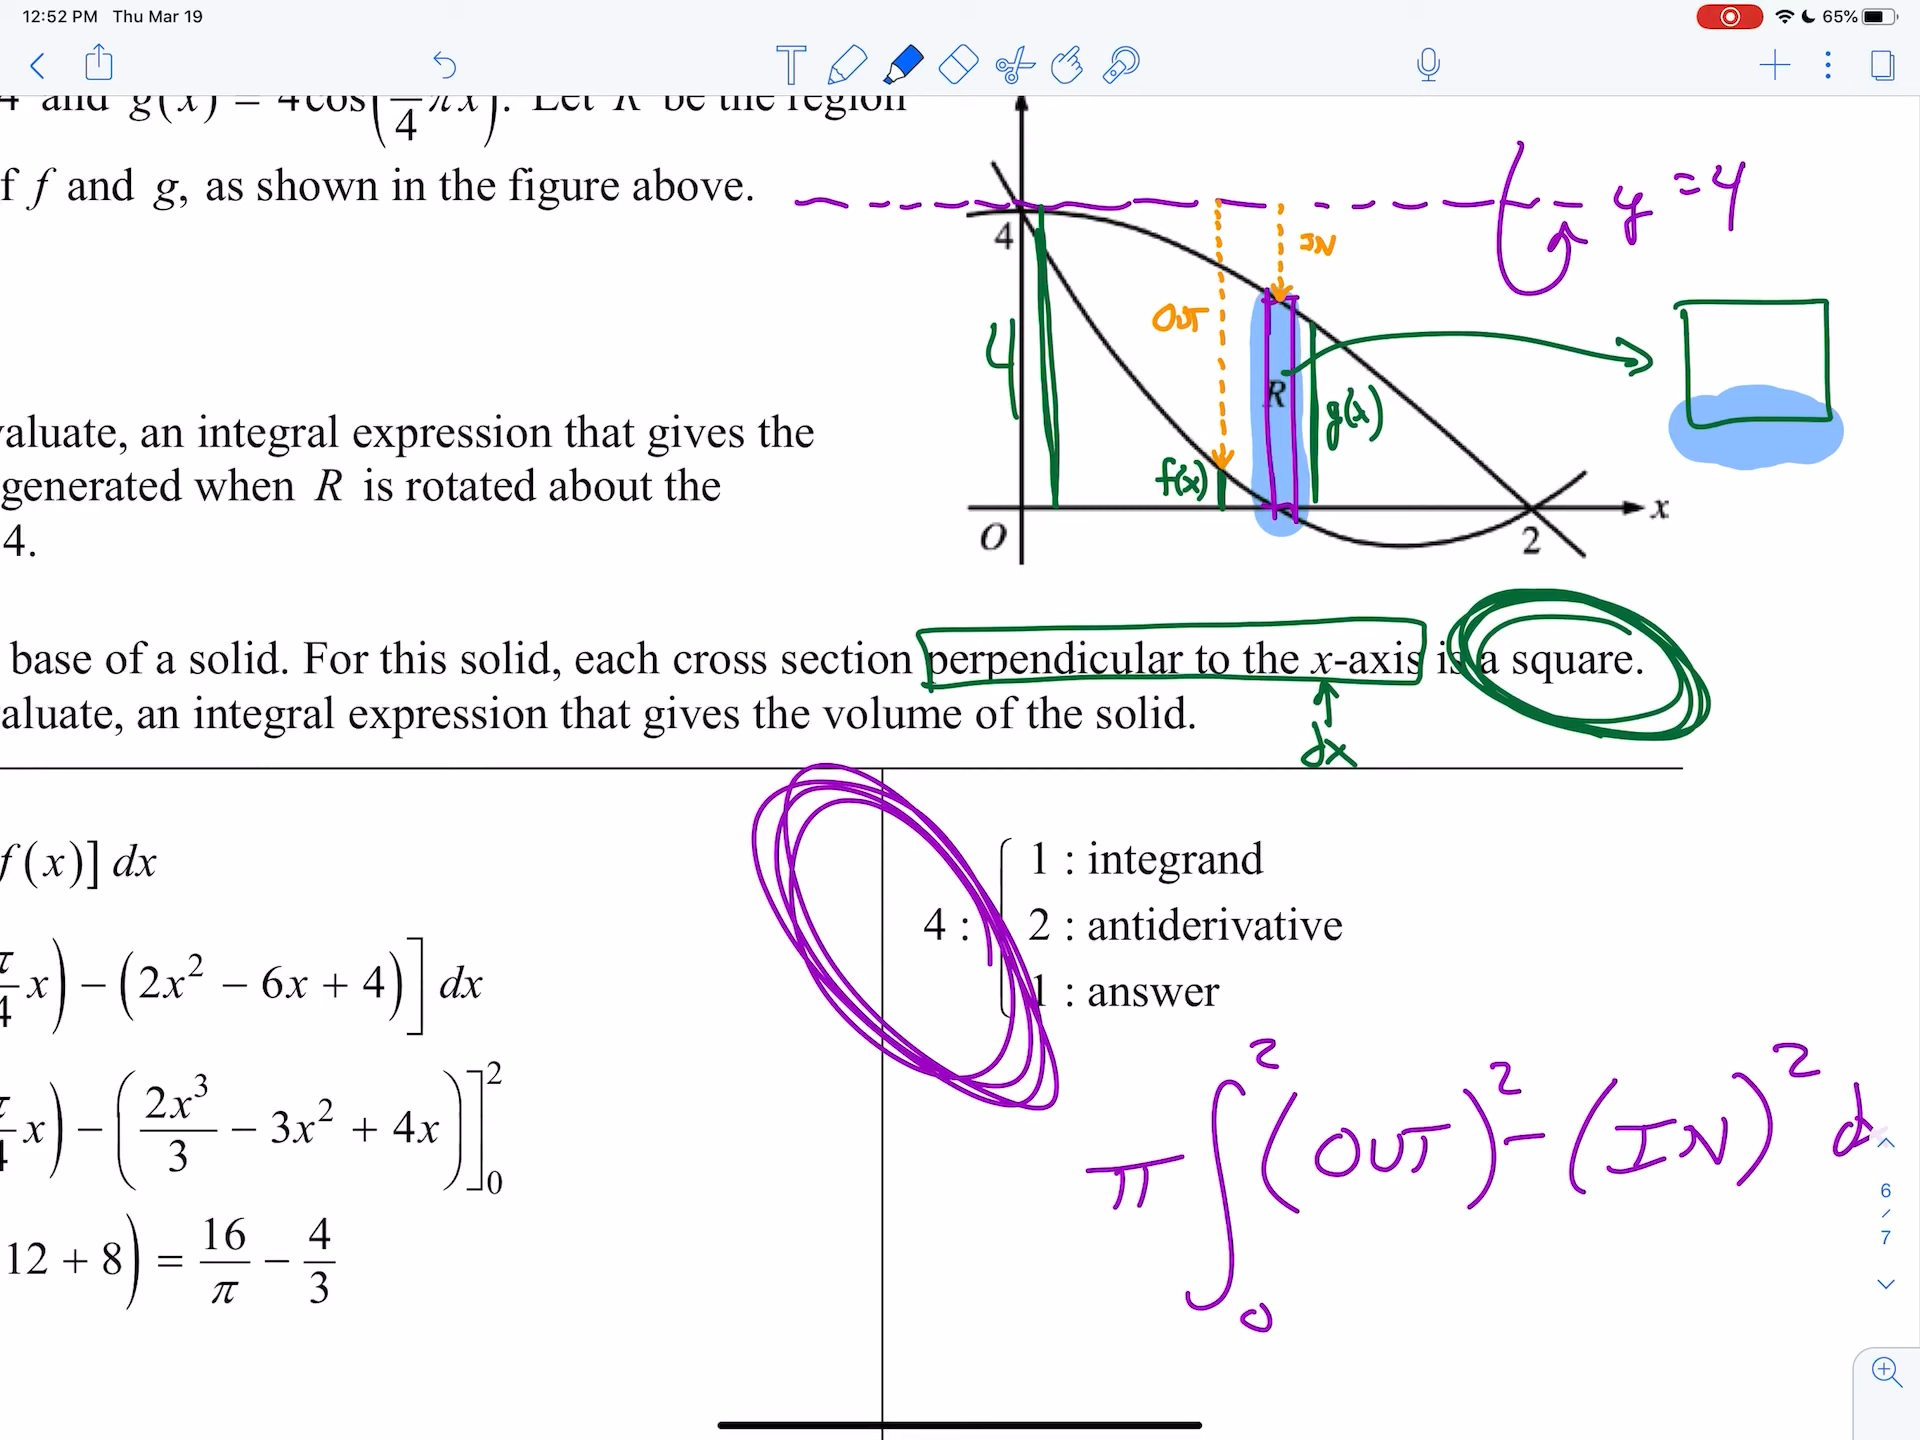 12:52 PM Thu Mar 19 65%
and g(x) = 4cos(π/4 x). Let R be the region
f f and g, as shown in the figure above.
y = 4
4
IN
OUT
4
R
g(x)
f(x)
x
O
2
valuate, an integral expression that gives the
generated when R is rotated about the
4.
base of a solid. For this solid, each cross section perpendicular to the x-axis is a square.
aluate, an integral expression that gives the volume of the solid.
dx
f(x)] dx
1 : integrand
4 : 2 : antiderivative
1 : answer
π/4 x) − (2x² − 6x + 4)] dx
x) − (2x³/3 − 3x² + 4x)]₀²
π ∫₀² (OUT)² − (IN)² d
6
/
7
12 + 8) = 16/π − 4/3